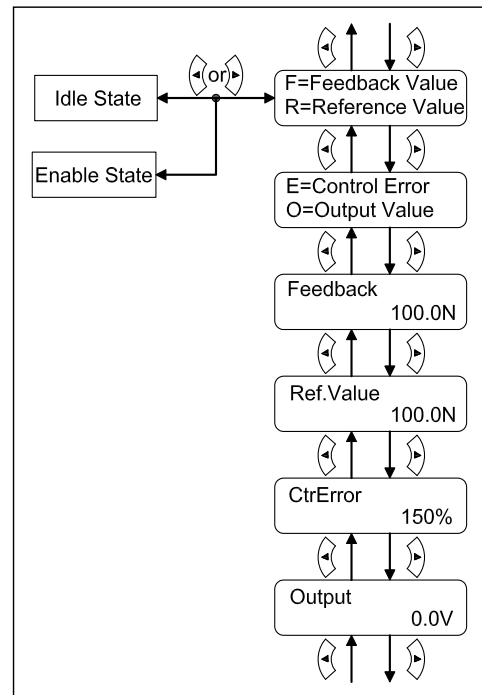 or
Idle State
Enable State
F=Feedback Value
R=Reference Value
E=Control Error
O=Output Value
Feedback
100.0N
Ref.Value
100.0N
CtrError
150%
Output
0.0V